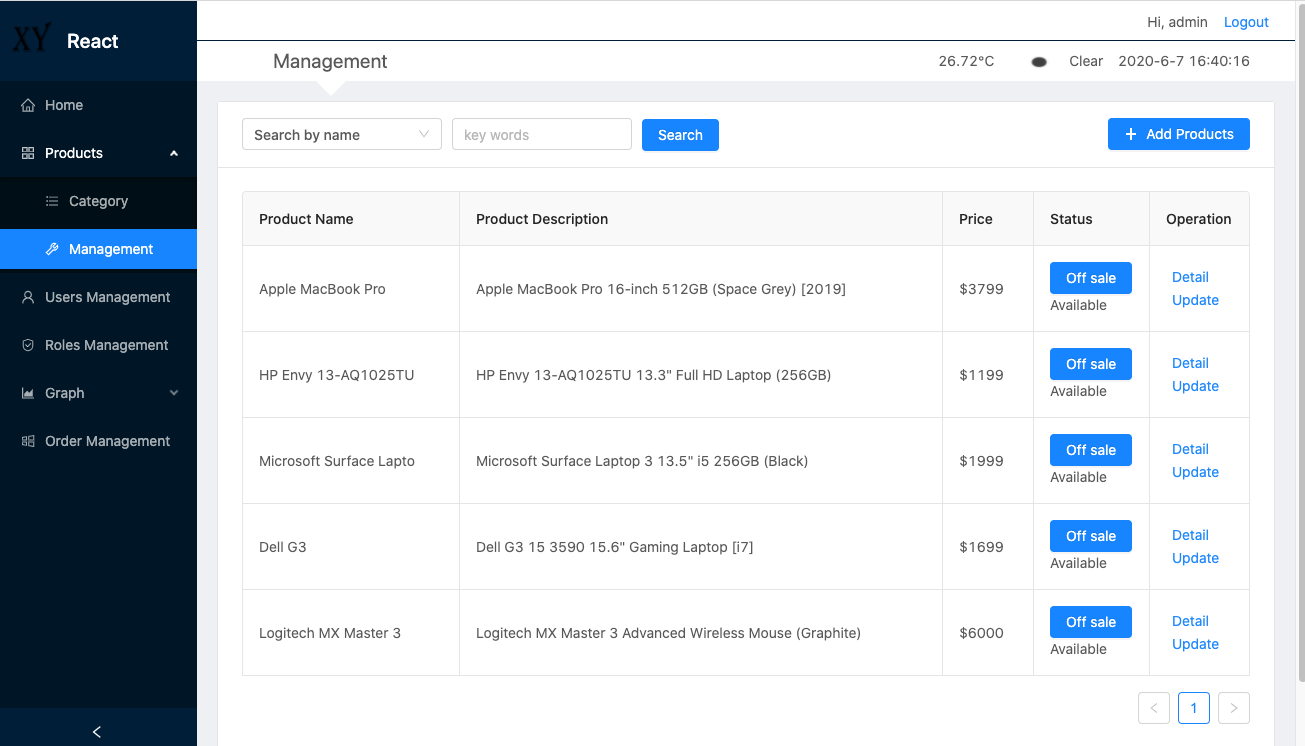 XY React
Hi, admin Logout
Management 26.72°C Clear 2020-6-7 16:40:16
Home
Products
Category
Management
Users Management
Roles Management
Graph
Order Management
Search by name key words Search + Add Products
Product Name Product Description Price Status Operation
Apple MacBook Pro Apple MacBook Pro 16-inch 512GB (Space Grey) [2019] $3799 Off sale Available Detail Update
HP Envy 13-AQ1025TU HP Envy 13-AQ1025TU 13.3" Full HD Laptop (256GB) $1199 Off sale Available Detail Update
Microsoft Surface Lapto Microsoft Surface Laptop 3 13.5" i5 256GB (Black) $1999 Off sale Available Detail Update
Dell G3 Dell G3 15 3590 15.6" Gaming Laptop [i7] $1699 Off sale Available Detail Update
Logitech MX Master 3 Logitech MX Master 3 Advanced Wireless Mouse (Graphite) $6000 Off sale Available Detail Update
< 1 >